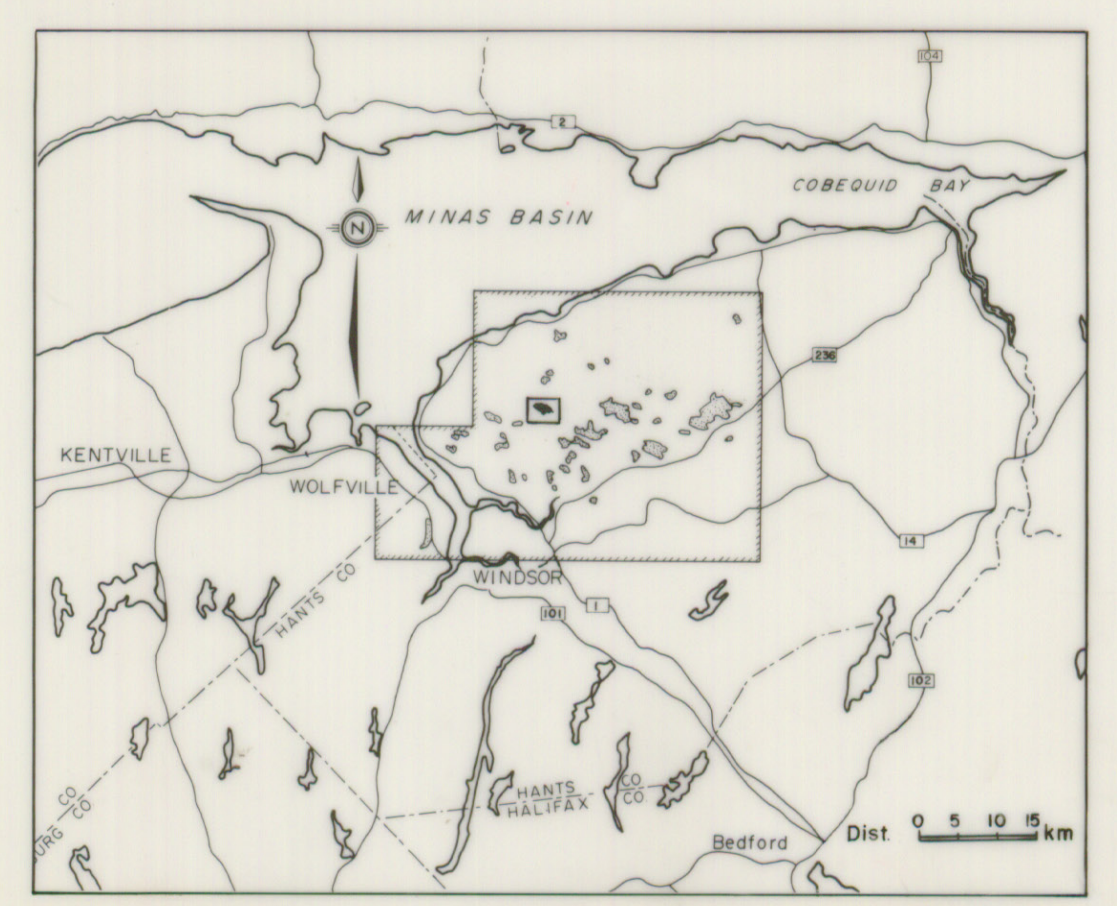 104
2
COBEQUID BAY
N
MINAS BASIN
236
KENTVILLE
WOLFVILLE
14
WINDSOR
HANTS CO
101
1
102
CO
CO
URG CO
HANTS CO
HALIFAX CO.
Bedford
Dist. 0 5 10 15 km